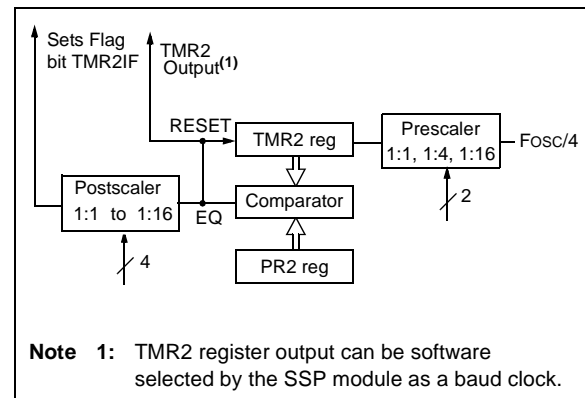 Sets Flag
bit TMR2IF
TMR2
Output(1)
RESET
TMR2 reg
Prescaler
1:1, 1:4, 1:16
FOSC/4
2
Postscaler
1:1 to 1:16
EQ
Comparator
4
PR2 reg
Note 1: TMR2 register output can be software
selected by the SSP module as a baud clock.